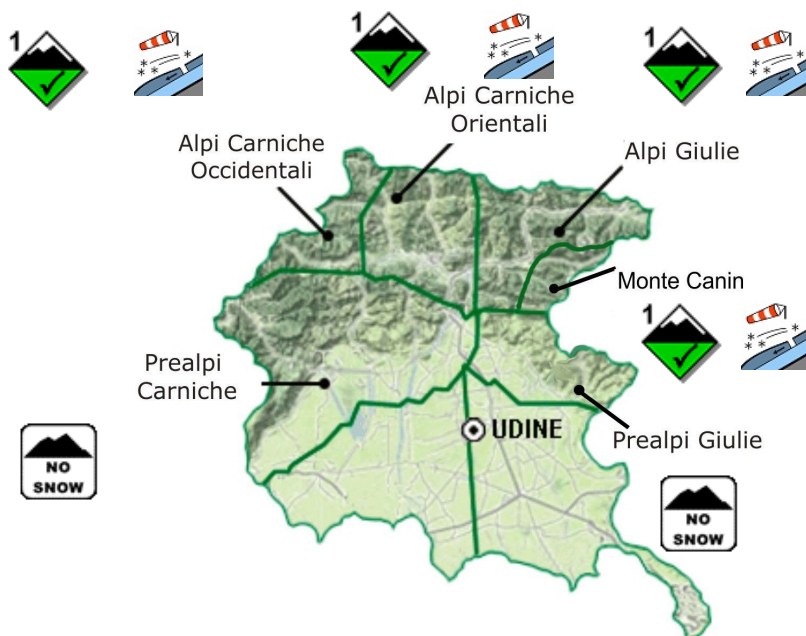 1
1
1
Alpi Carniche
Orientali
Alpi Carniche
Occidentali
Alpi Giulie
Monte Canin
1
Prealpi
Carniche
UDINE
Prealpi Giulie
NO
SNOW
NO
SNOW